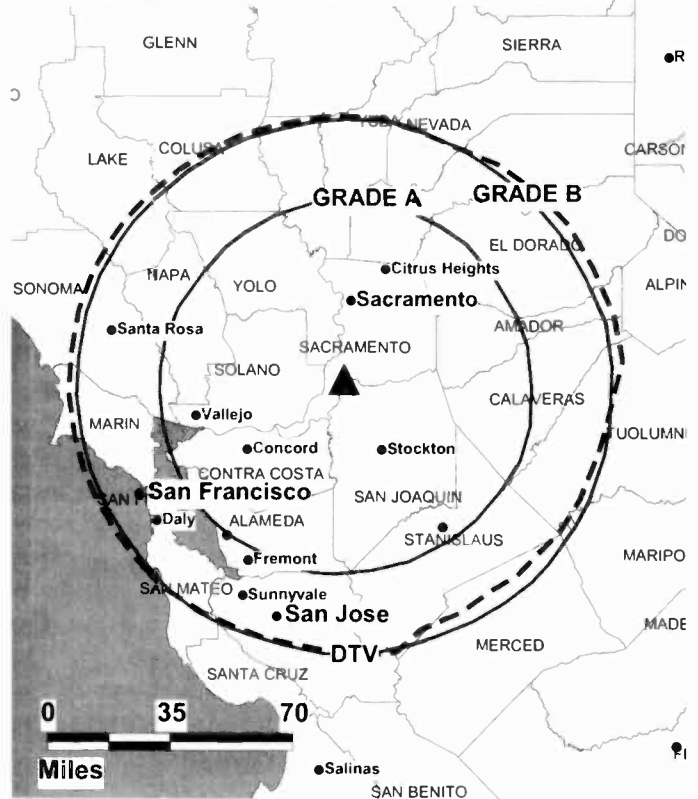 GLENN
SIERRA
R
LAKE
COLUSA
YUBA
NEVADA
CARSON
GRADE A
GRADE B
EL DORADO
DO
NAPA
YOLO
Citrus Heights
ALPIN
SONOMA
Sacramento
Santa Rosa
SACRAMENTO
AMADOR
SOLANO
CALAVERAS
Vallejo
MARIN
TUOLUMNE
Concord
Stockton
CONTRA COSTA
San Francisco
SAN F
SAN JOAQUIN
Daly
ALAMEDA
STANISLAUS
Fremont
MARIPO
SAN MATEO
Sunnyvale
San Jose
MADE
MERCED
DTV
SANTA CRUZ
0 35 70
Miles
Salinas
SAN BENITO